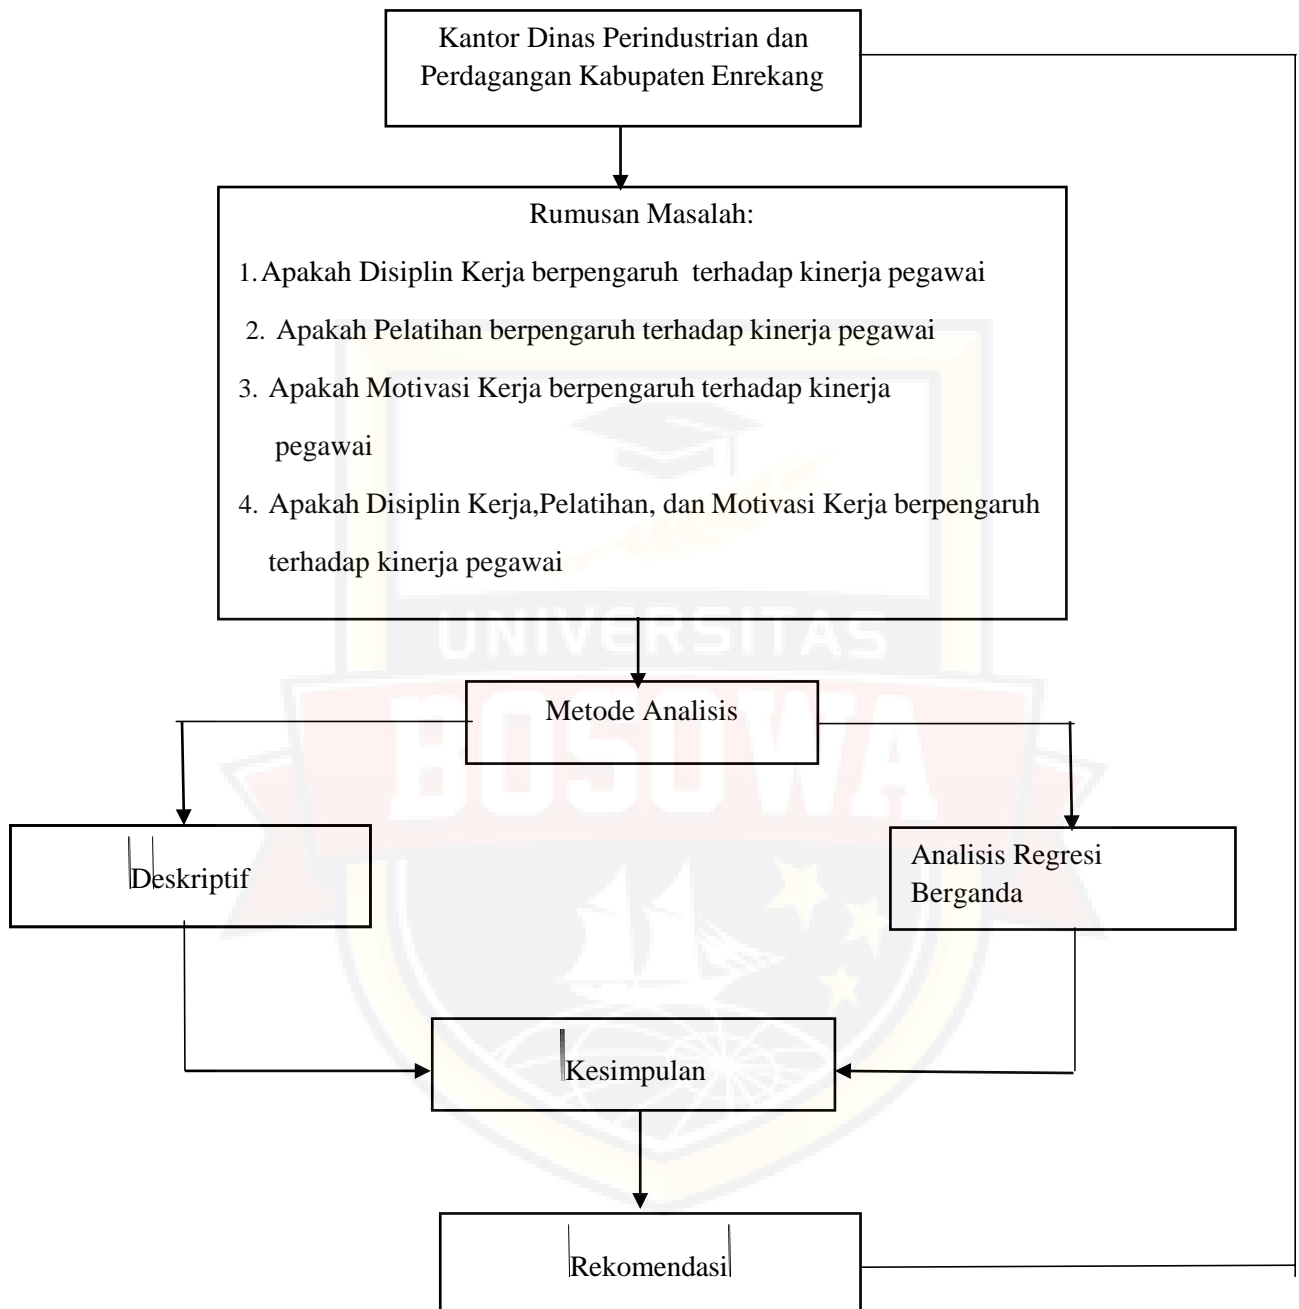 Kantor Dinas Perindustrian dan
Perdagangan Kabupaten Enrekang
Rumusan Masalah:
1. Apakah Disiplin Kerja berpengaruh terhadap kinerja pegawai
2. Apakah Pelatihan berpengaruh terhadap kinerja pegawai
3. Apakah Motivasi Kerja berpengaruh terhadap kinerja
pegawai
4. Apakah Disiplin Kerja,Pelatihan, dan Motivasi Kerja berpengaruh
terhadap kinerja pegawai
UNIVERSITAS
Metode Analisis
BOSOWA
Deskriptif
Analisis Regresi
Berganda
Kesimpulan
Rekomendasi